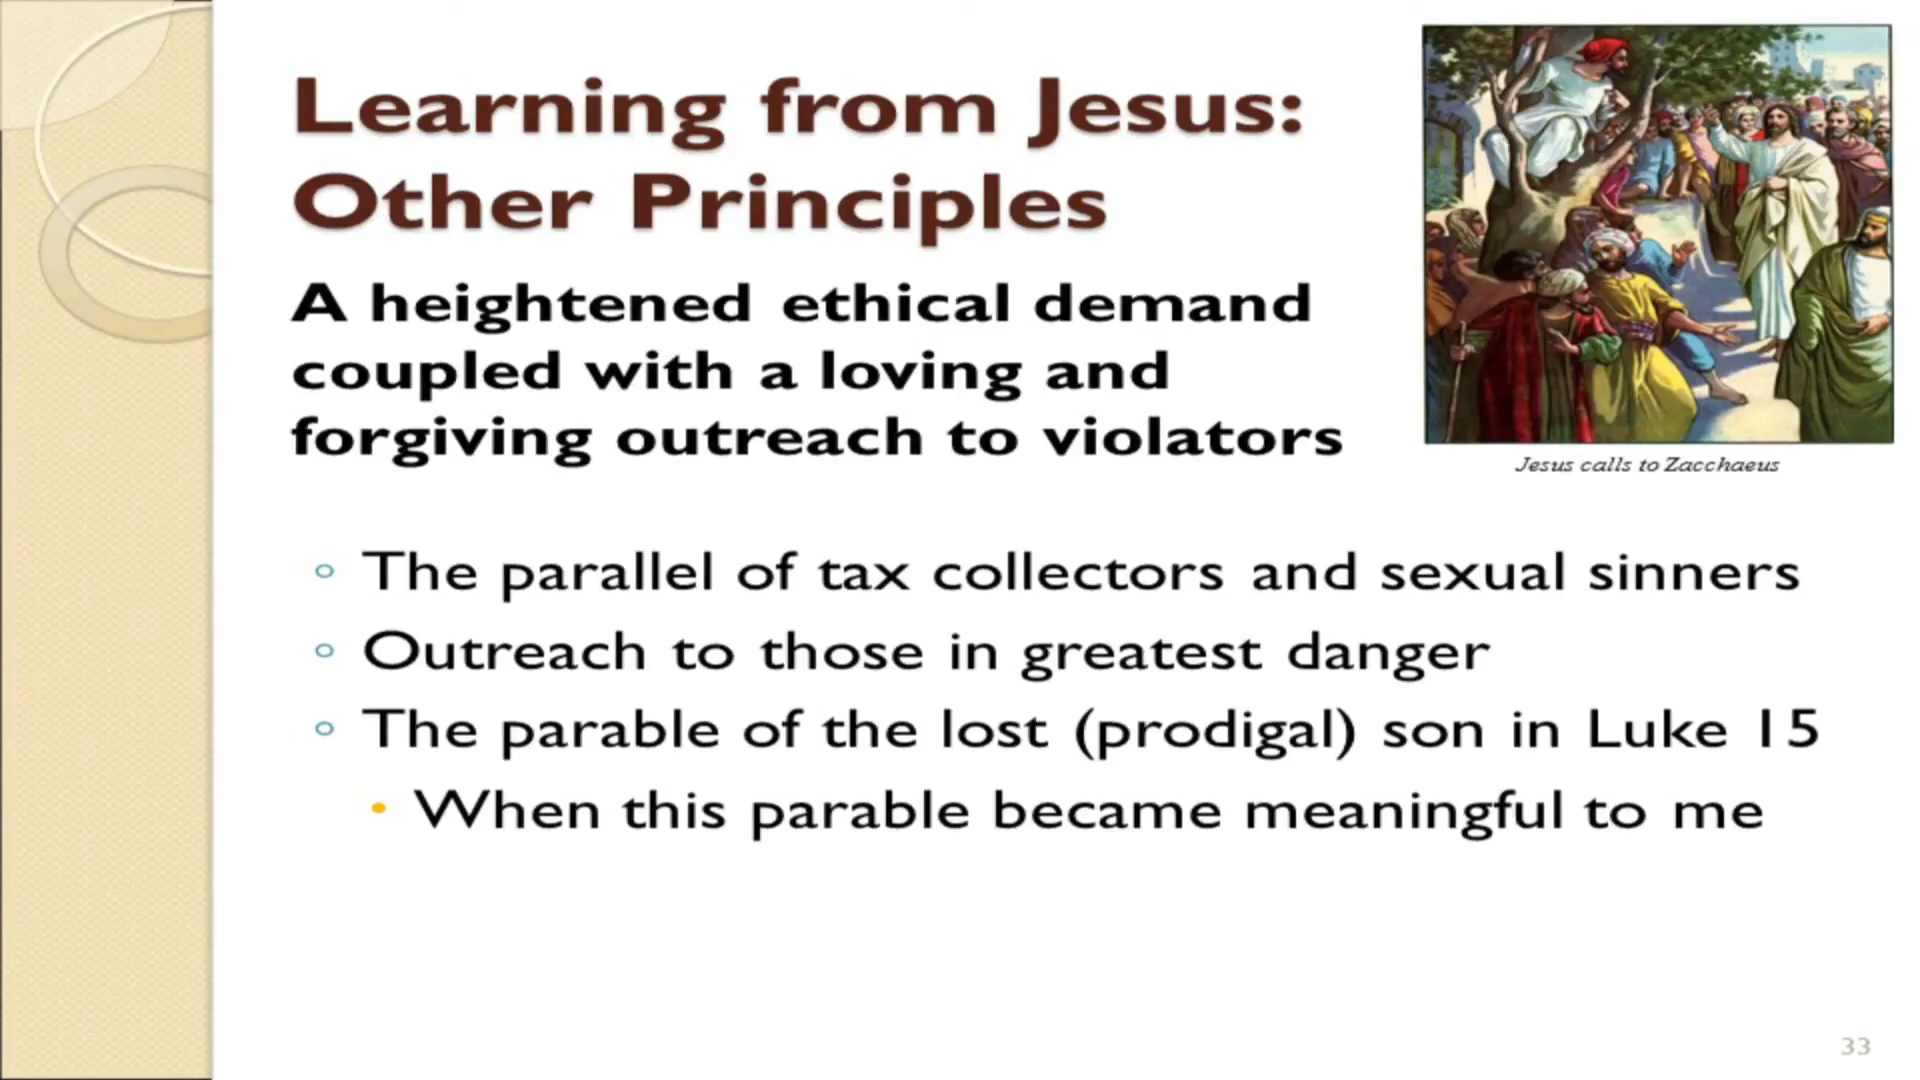 Learning from Jesus:
Other Principles
A heightened ethical demand
coupled with a loving and
forgiving outreach to violators
Jesus calls to Zacchaeus
The parallel of tax collectors and sexual sinners
Outreach to those in greatest danger
The parable of the lost (prodigal) son in Luke 15
When this parable became meaningful to me
33